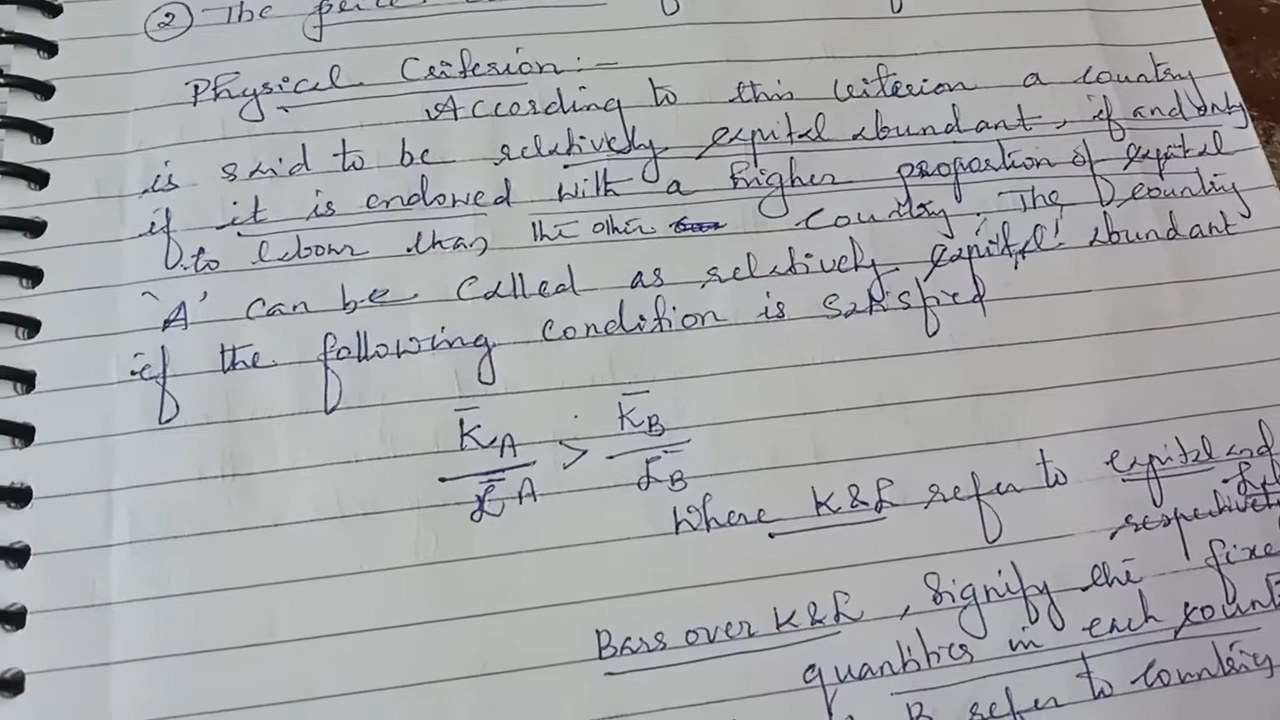 ② The
Physical Criterion :-
According to this criterion a country
is said to be relatively capital abundant, if and only
if it is endowed with a higher proportion of capital
to labour than the other country. The country
'A' can be called as relatively capital abundant
if the following condition is satisfied
K̄A / L̄A > K̄B / L̄B
Where K & L refer to capital and
respectively
Bars over K & L, signify the fixe
quantities in each count
B refer to country